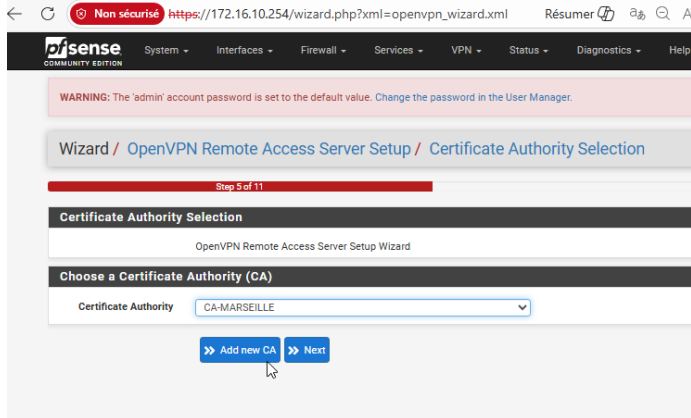 Non sécurisé https://172.16.10.254/wizard.php?xml=openvpn_wizard.xml Résumer aあ
pfsense COMMUNITY EDITION System Interfaces Firewall Services VPN Status Diagnostics Help
WARNING: The 'admin' account password is set to the default value. Change the password in the User Manager.
Wizard / OpenVPN Remote Access Server Setup / Certificate Authority Selection
Step 5 of 11
Certificate Authority Selection
OpenVPN Remote Access Server Setup Wizard
Choose a Certificate Authority (CA)
Certificate Authority CA-MARSEILLE
Add new CA Next